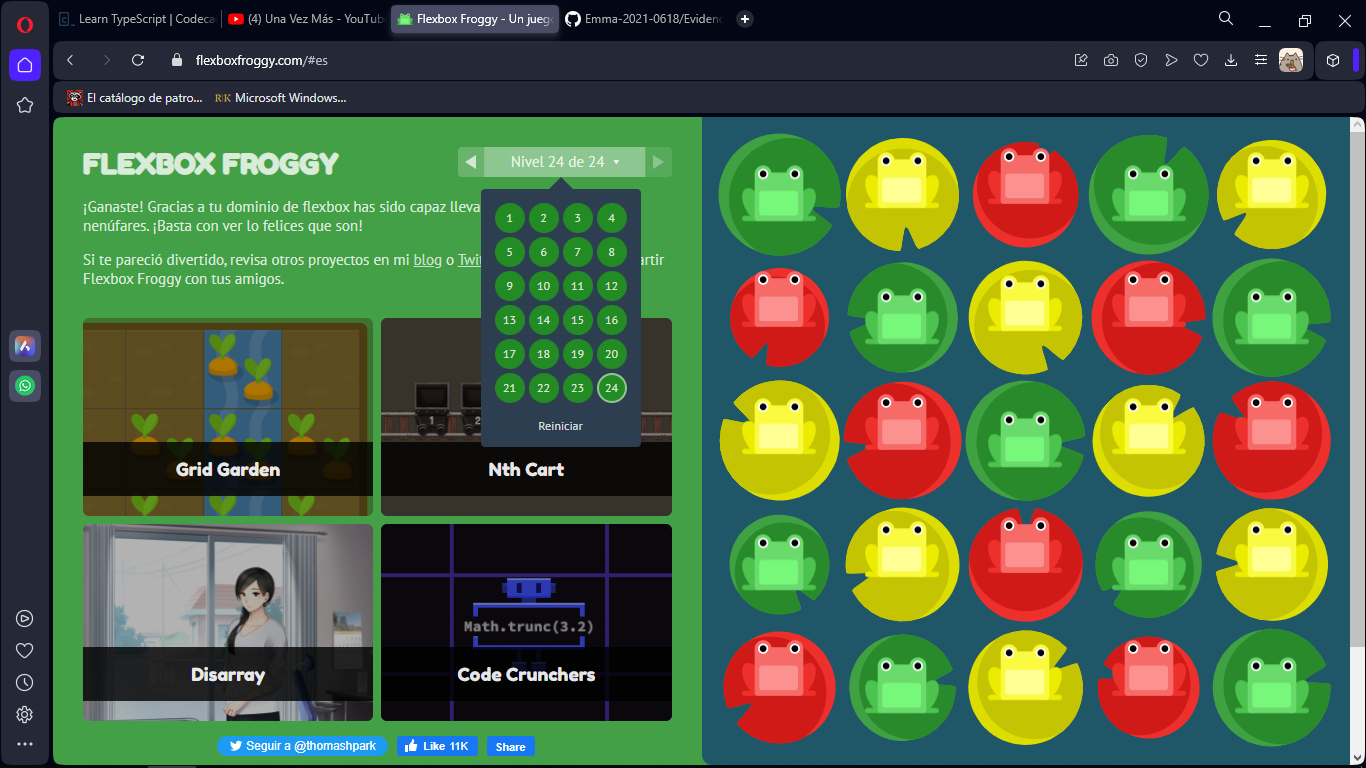 Learn TypeScript | Codeca
(4) Una Vez Más - YouTub
Flexbox Froggy - Un juego
Emma-2021-0618/Evidenc
flexboxfroggy.com/#es
El catálogo de patro...
R|K Microsoft Windows...
FLEXBOX FROGGY
Nivel 24 de 24
¡Ganaste! Gracias a tu dominio de flexbox has sido capaz lleva
nenúfares. ¡Basta con ver lo felices que son!
Si te pareció divertido, revisa otros proyectos en mi blog o Twit
artir
Flexbox Froggy con tus amigos.
1 2 3 4
5 6 7 8
9 10 11 12
13 14 15 16
17 18 19 20
21 22 23 24
Reiniciar
1 2
Grid Garden
Nth Cart
Math.trunc(3.2)
Disarray
Code Crunchers
Seguir a @thomashpark
Like 11K
Share